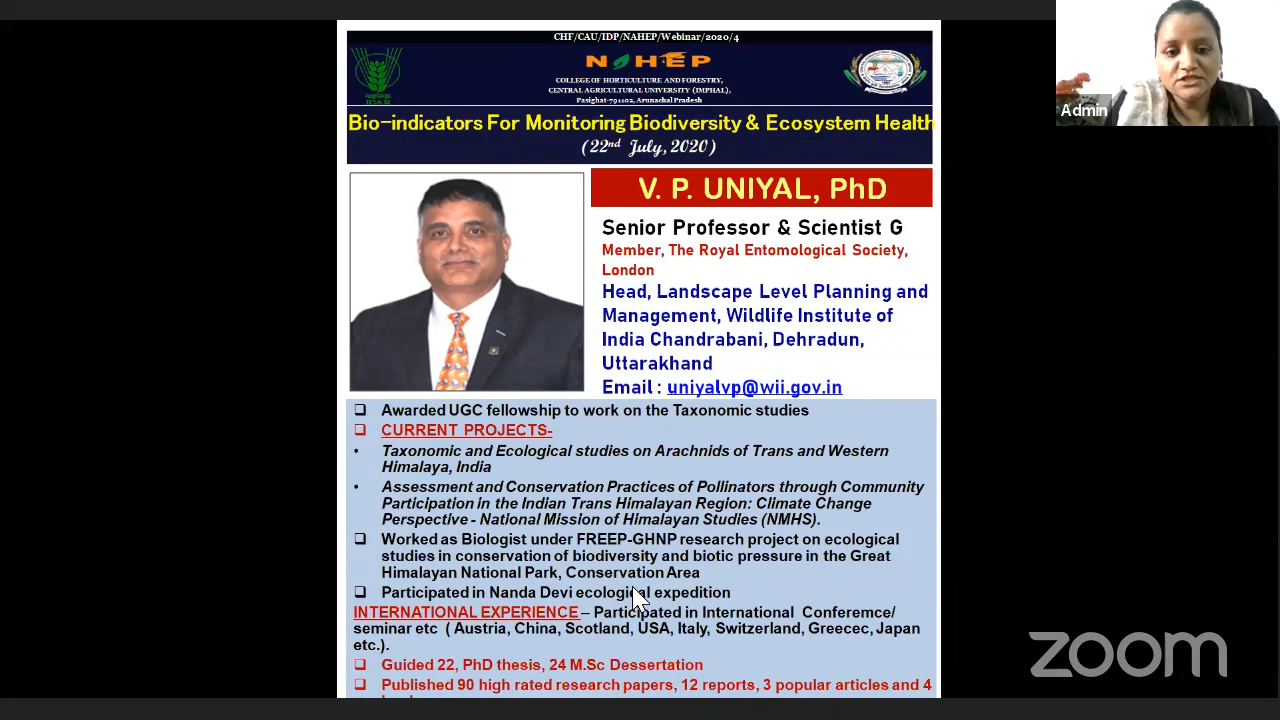 CHF/CAU/IDP/NAHEP/Webinar/2020/4
NAHEP
COLLEGE OF HORTICULTURE AND FORESTRY,
CENTRAL AGRICULTURAL UNIVERSITY (IMPHAL),
Pasighat-791102, Arunachal Pradesh
ICAR
Bio-indicators For Monitoring Biodiversity & Ecosystem Health
(22nd July, 2020)
Admin
V. P. UNIYAL, PhD
Senior Professor & Scientist G
Member, The Royal Entomological Society,
London
Head, Landscape Level Planning and
Management, Wildlife Institute of
India Chandrabani, Dehradun,
Uttarakhand
Email : uniyalvp@wii.gov.in
❑ Awarded UGC fellowship to work on the Taxonomic studies
❑ CURRENT PROJECTS-
• Taxonomic and Ecological studies on Arachnids of Trans and Western
Himalaya, India
• Assessment and Conservation Practices of Pollinators through Community
Participation in the Indian Trans Himalayan Region: Climate Change
Perspective - National Mission of Himalayan Studies (NMHS).
❑ Worked as Biologist under FREEP-GHNP research project on ecological
studies in conservation of biodiversity and biotic pressure in the Great
Himalayan National Park, Conservation Area
❑ Participated in Nanda Devi ecological expedition
INTERNATIONAL EXPERIENCE – Participated in International Conferemce/
seminar etc ( Austria, China, Scotland, USA, Italy, Switzerland, Greecec, Japan
etc.).
❑ Guided 22, PhD thesis, 24 M.Sc Dessertation
❑ Published 90 high rated research papers, 12 reports, 3 popular articles and 4
zoom